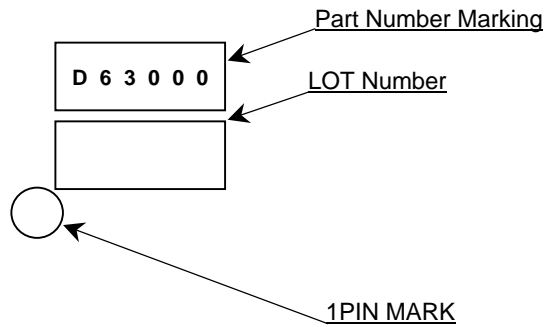 Part Number Marking
D 6 3 0 0 0
LOT Number
1PIN MARK